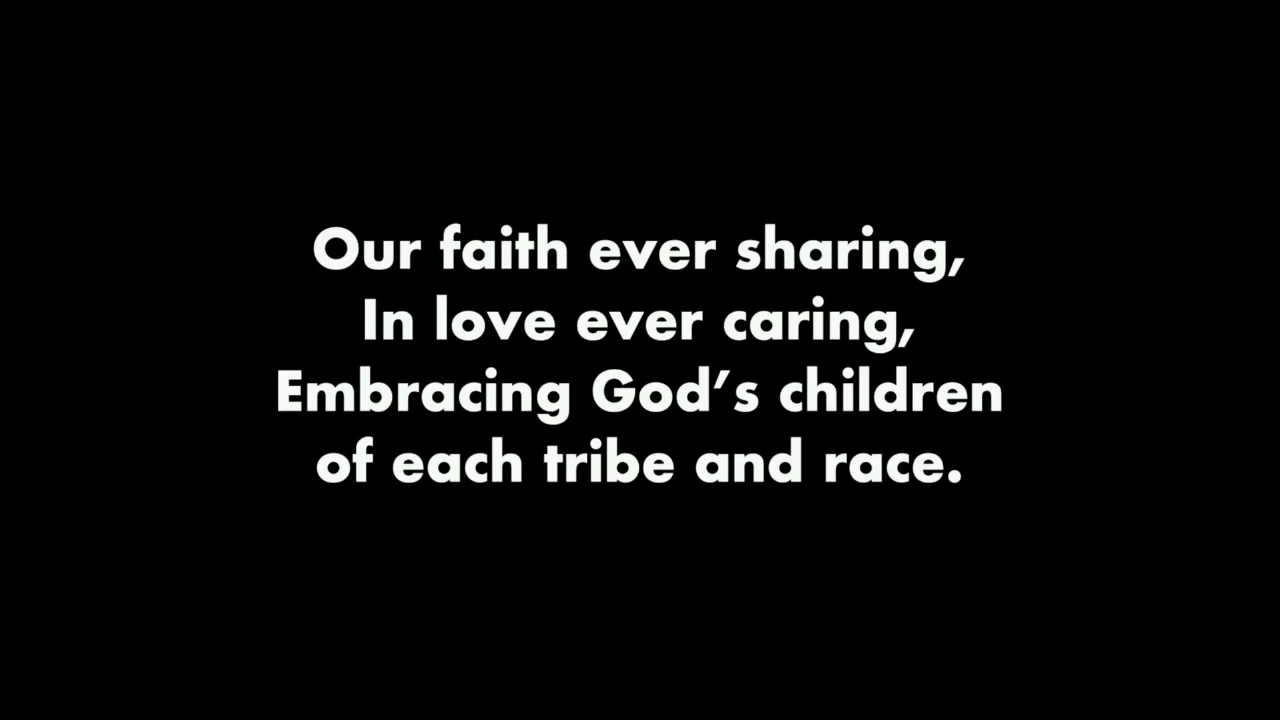 Our faith ever sharing,
In love ever caring,
Embracing God’s children
of each tribe and race.